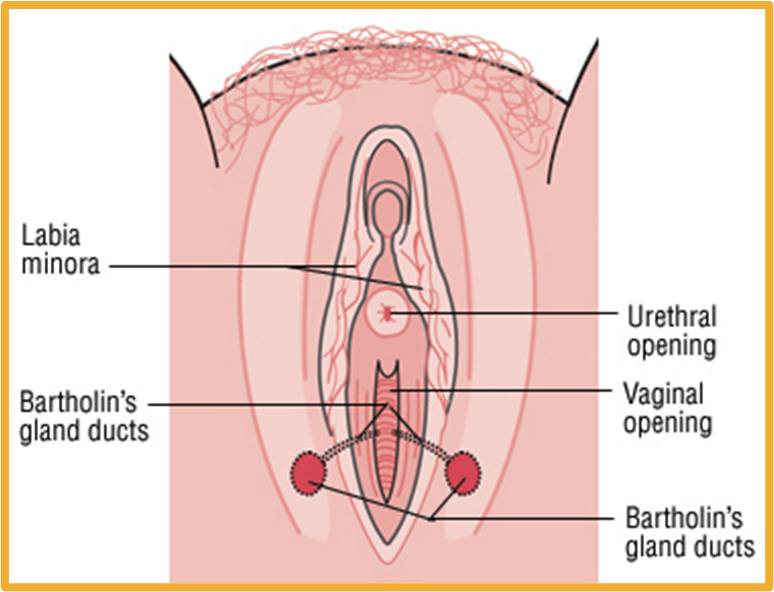 Labia
minora
Urethral
opening
Bartholin's
gland ducts
Vaginal
opening
Bartholin's
gland ducts